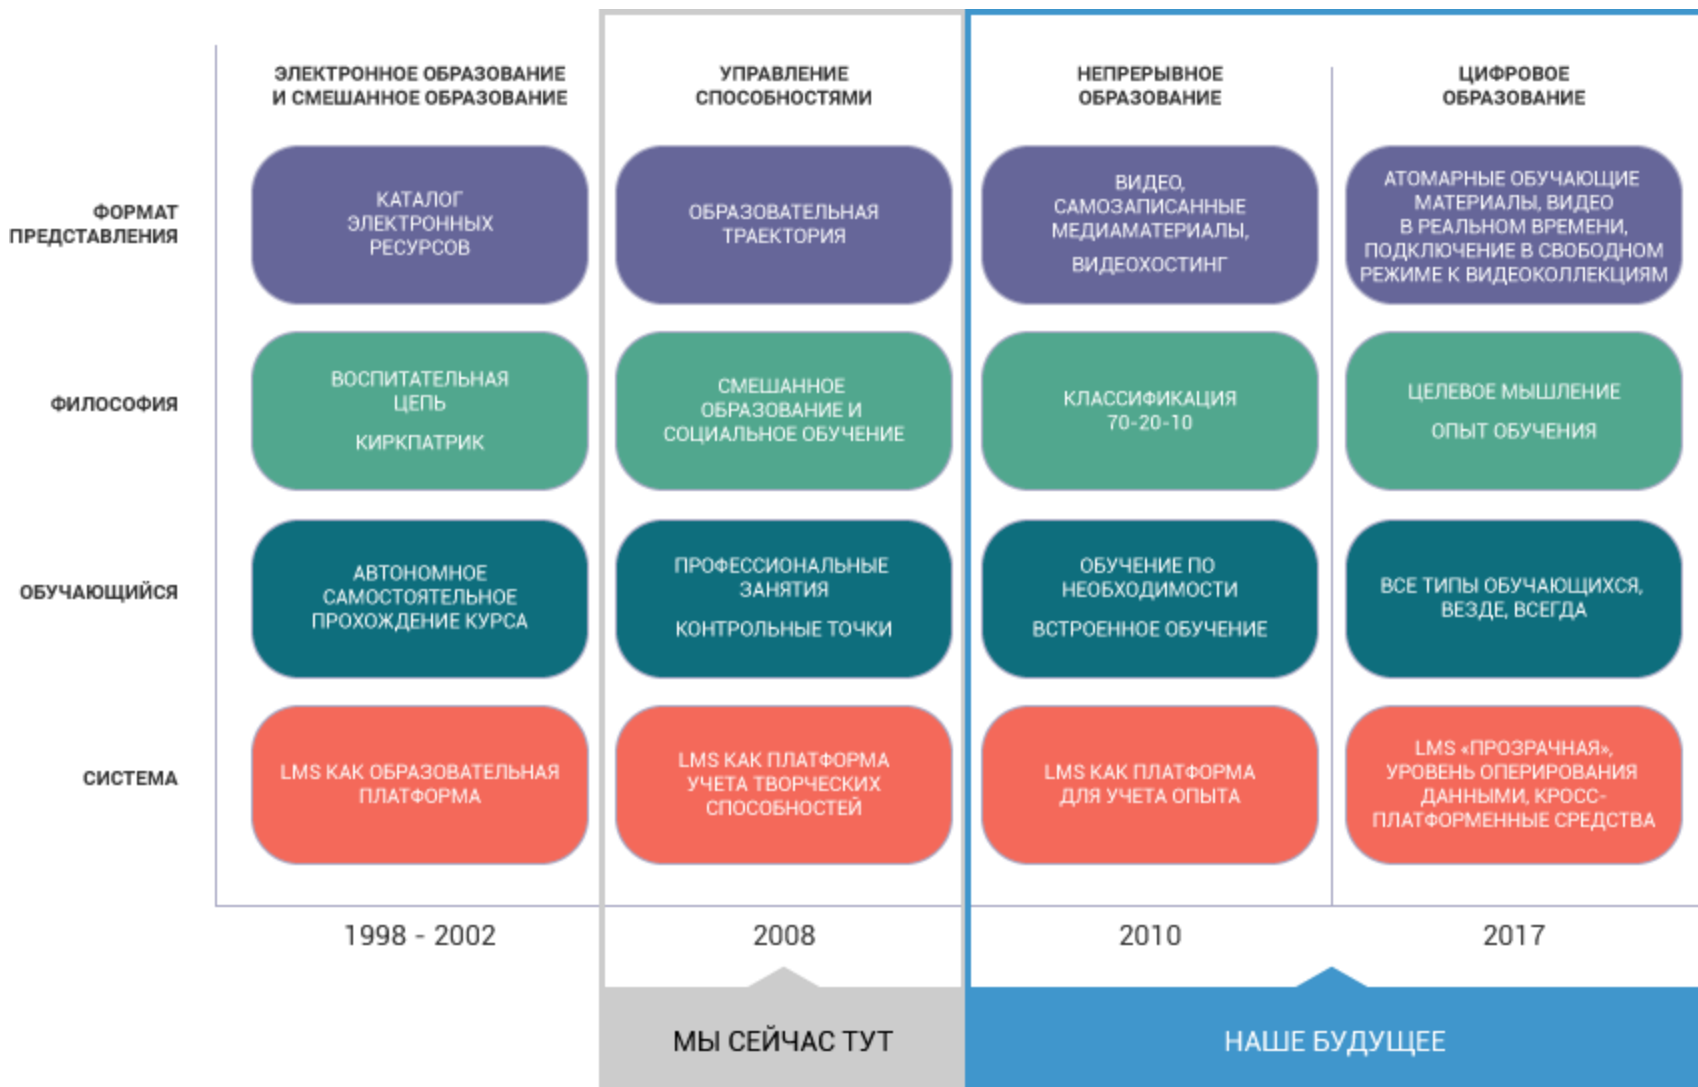 ЭЛЕКТРОННОЕ ОБРАЗОВАНИЕ
И СМЕШАННОЕ ОБРАЗОВАНИЕ
УПРАВЛЕНИЕ
СПОСОБНОСТЯМИ
НЕПРЕРЫВНОЕ
ОБРАЗОВАНИЕ
ЦИФРОВОЕ
ОБРАЗОВАНИЕ
ФОРМАТ
ПРЕДСТАВЛЕНИЯ
КАТАЛОГ
ЭЛЕКТРОННЫХ
РЕСУРСОВ
ОБРАЗОВАТЕЛЬНАЯ
ТРАЕКТОРИЯ
ВИДЕО,
САМОЗАПИСАННЫЕ
МЕДИАМАТЕРИАЛЫ,
ВИДЕОХОСТИНГ
АТОМАРНЫЕ ОБУЧАЮЩИЕ
МАТЕРИАЛЫ, ВИДЕО
В РЕАЛЬНОМ ВРЕМЕНИ,
ПОДКЛЮЧЕНИЕ В СВОБОДНОМ
РЕЖИМЕ К ВИДЕОКОЛЛЕКЦИЯМ
ФИЛОСОФИЯ
ВОСПИТАТЕЛЬНАЯ
ЦЕПЬ
КИРКПАТРИК
СМЕШАННОЕ
ОБРАЗОВАНИЕ И
СОЦИАЛЬНОЕ ОБУЧЕНИЕ
КЛАССИФИКАЦИЯ
70-20-10
ЦЕЛЕВОЕ МЫШЛЕНИЕ
ОПЫТ ОБУЧЕНИЯ
ОБУЧАЮЩИЙСЯ
АВТОНОМНОЕ
САМОСТОЯТЕЛЬНОЕ
ПРОХОЖДЕНИЕ КУРСА
ПРОФЕССИОНАЛЬНЫЕ
ЗАНЯТИЯ
КОНТРОЛЬНЫЕ ТОЧКИ
ОБУЧЕНИЕ ПО
НЕОБХОДИМОСТИ
ВСТРОЕННОЕ ОБУЧЕНИЕ
ВСЕ ТИПЫ ОБУЧАЮЩИХСЯ,
ВЕЗДЕ, ВСЕГДА
СИСТЕМА
LMS КАК ОБРАЗОВАТЕЛЬНАЯ
ПЛАТФОРМА
LMS КАК ПЛАТФОРМА
УЧЕТА ТВОРЧЕСКИХ
СПОСОБНОСТЕЙ
LMS КАК ПЛАТФОРМА
ДЛЯ УЧЕТА ОПЫТА
LMS «ПРОЗРАЧНАЯ»,
УРОВЕНЬ ОПЕРИРОВАНИЯ
ДАННЫМИ, КРОСС-
ПЛАТФОРМЕННЫЕ СРЕДСТВА
1998 - 2002
2008
2010
2017
МЫ СЕЙЧАС ТУТ
НАШЕ БУДУЩЕЕ